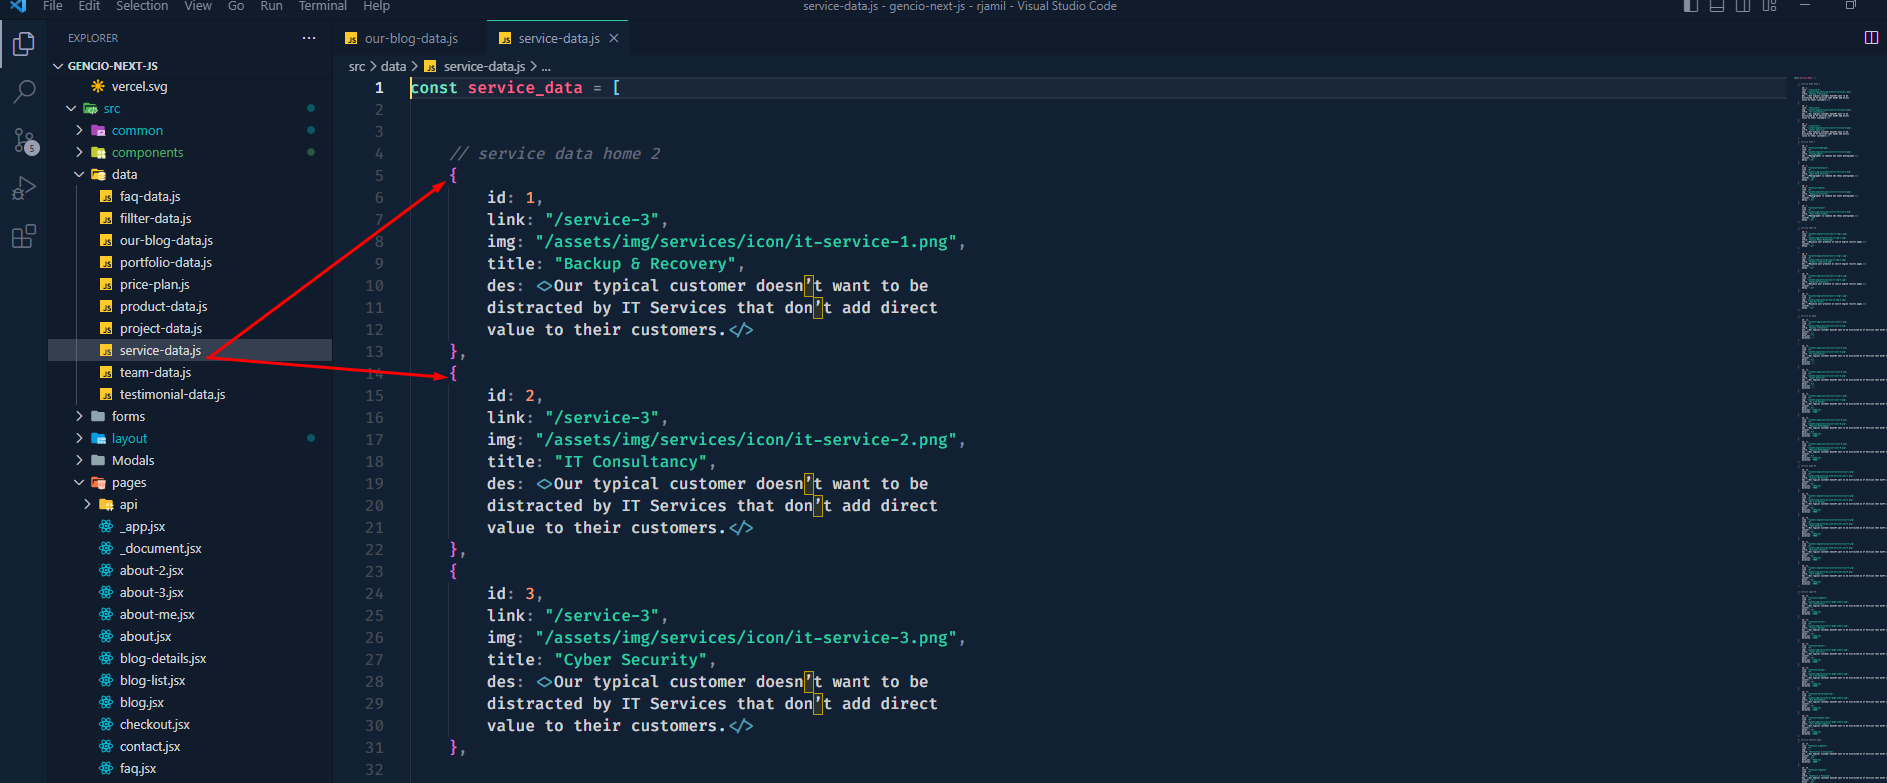 File Edit Selection View Go Run Terminal Help
service-data.js - gencio-next-js - rjamil - Visual Studio Code
EXPLORER
GENCIO-NEXT-JS
vercel.svg
src
common
components
data
faq-data.js
fillter-data.js
our-blog-data.js
portfolio-data.js
price-plan.js
product-data.js
project-data.js
service-data.js
team-data.js
testimonial-data.js
forms
layout
Modals
pages
api
_app.jsx
_document.jsx
about-2.jsx
about-3.jsx
about-me.jsx
about.jsx
blog-details.jsx
blog-list.jsx
blog.jsx
checkout.jsx
contact.jsx
faq.jsx
5
our-blog-data.js
service-data.js
src > data > service-data.js > ...
1 const service_data = [
2
3
4 // service data home 2
5 {
6 id: 1,
7 link: "/service-3",
8 img: "/assets/img/services/icon/it-service-1.png",
9 title: "Backup & Recovery",
10 des: <>Our typical customer doesn’t want to be
11 distracted by IT Services that don’t add direct
12 value to their customers.</>
13 },
14 {
15 id: 2,
16 link: "/service-3",
17 img: "/assets/img/services/icon/it-service-2.png",
18 title: "IT Consultancy",
19 des: <>Our typical customer doesn’t want to be
20 distracted by IT Services that don’t add direct
21 value to their customers.</>
22 },
23 {
24 id: 3,
25 link: "/service-3",
26 img: "/assets/img/services/icon/it-service-3.png",
27 title: "Cyber Security",
28 des: <>Our typical customer doesn’t want to be
29 distracted by IT Services that don’t add direct
30 value to their customers.</>
31 },
32